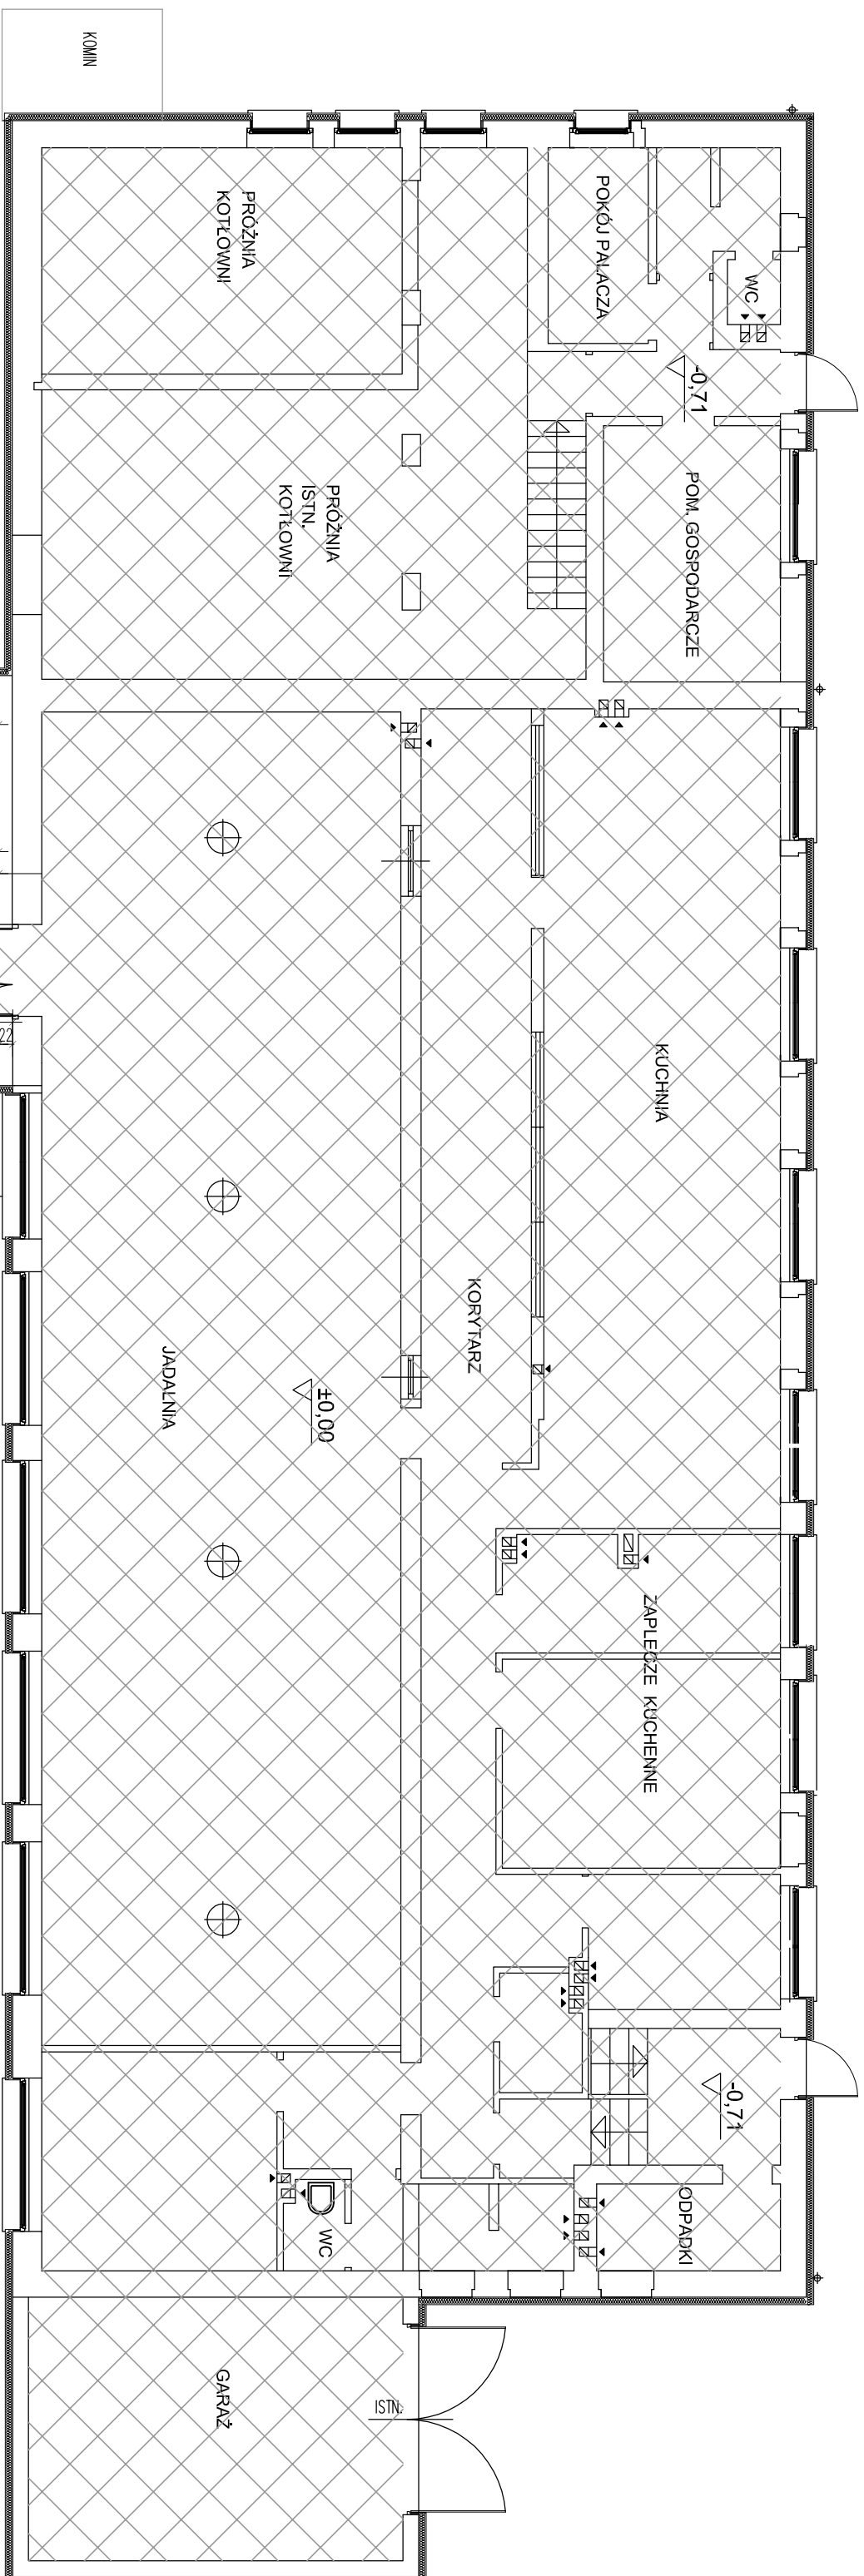 KOMIN
PRÓŻNIA
KOTŁOWNI
POKÓJ PALACZA
WC
-0,71
PRÓŻNIA
ISTN.
KOTŁOWNI
POM. GOSPODARCZE
22
KUCHNIA
KORYTARZ
JADALNIA
±0,00
ZAPLECZE KUCHENNE
-0,71
ODPADKI
WC
GARAŻ
ISTN.